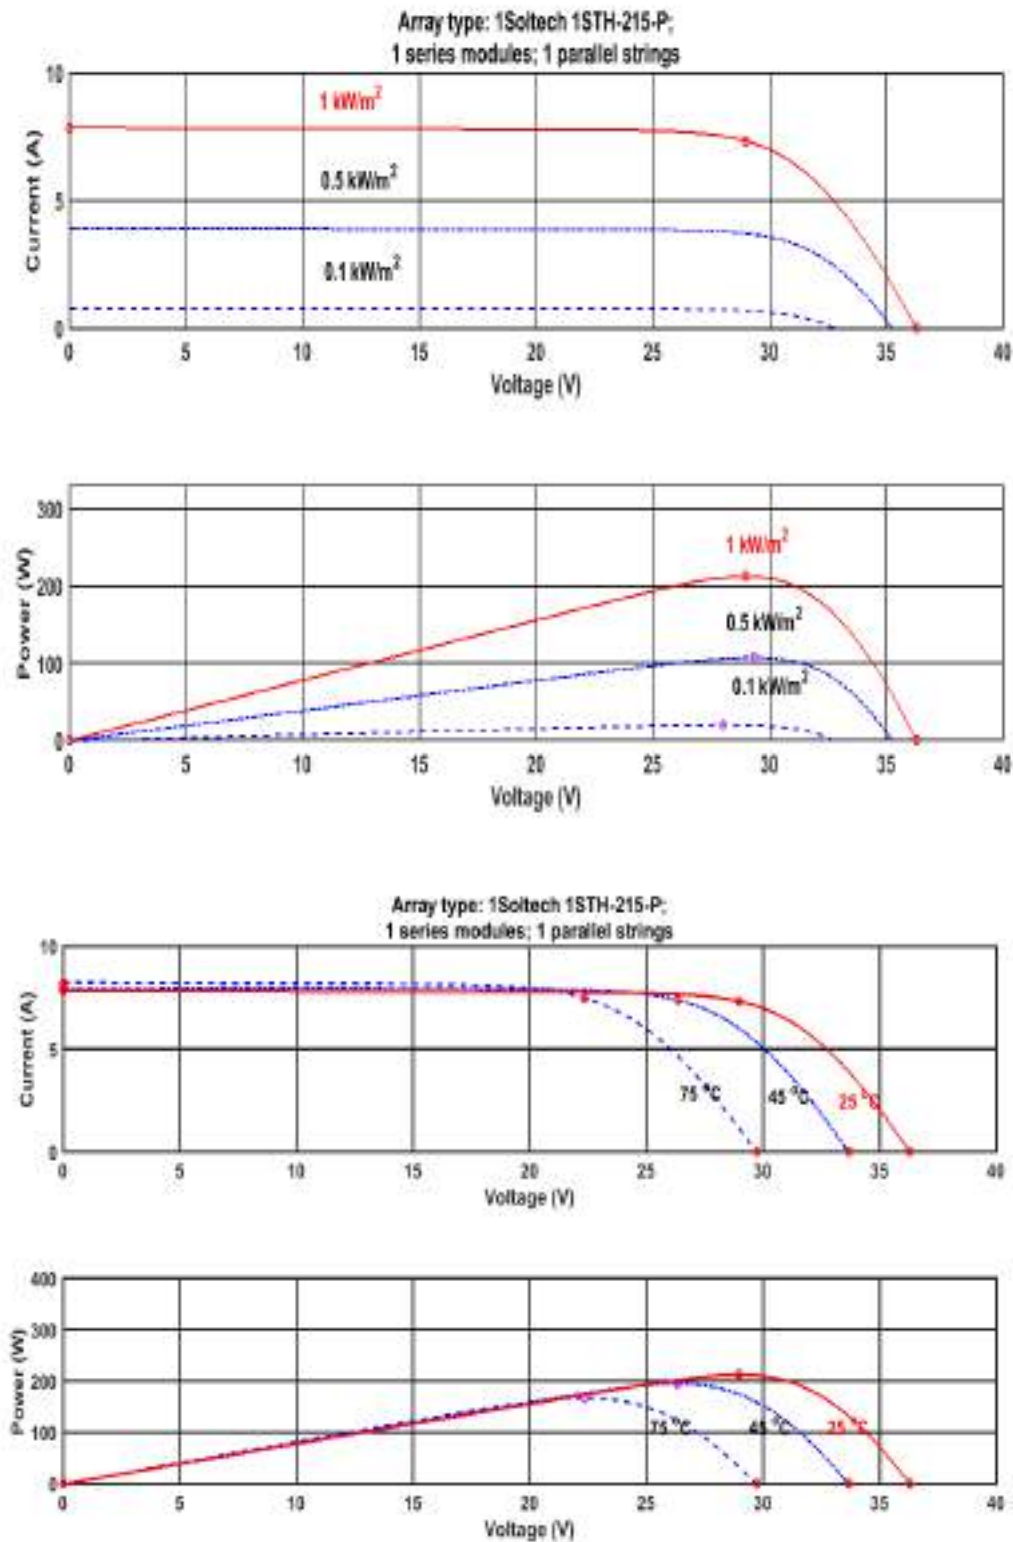 Array type: 1Soltech 1STH-215-P;
1 series modules; 1 parallel strings
10
1 kW/m²
0.5 kW/m²
5
0.1 kW/m²
0
Current (A)
0 5 10 15 20 25 30 35 40
Voltage (V)
300
1 kW/m²
200
0.5 kW/m²
100
0.1 kW/m²
0
Power (W)
0 5 10 15 20 25 30 35 40
Voltage (V)
Array type: 1Soltech 1STH-215-P;
1 series modules; 1 parallel strings
10
5
75 °C 45 °C 25 °C
0
Current (A)
0 5 10 15 20 25 30 35 40
Voltage (V)
400
300
200
100
75 °C 45 °C 25 °C
0
Power (W)
0 5 10 15 20 25 30 35 40
Voltage (V)